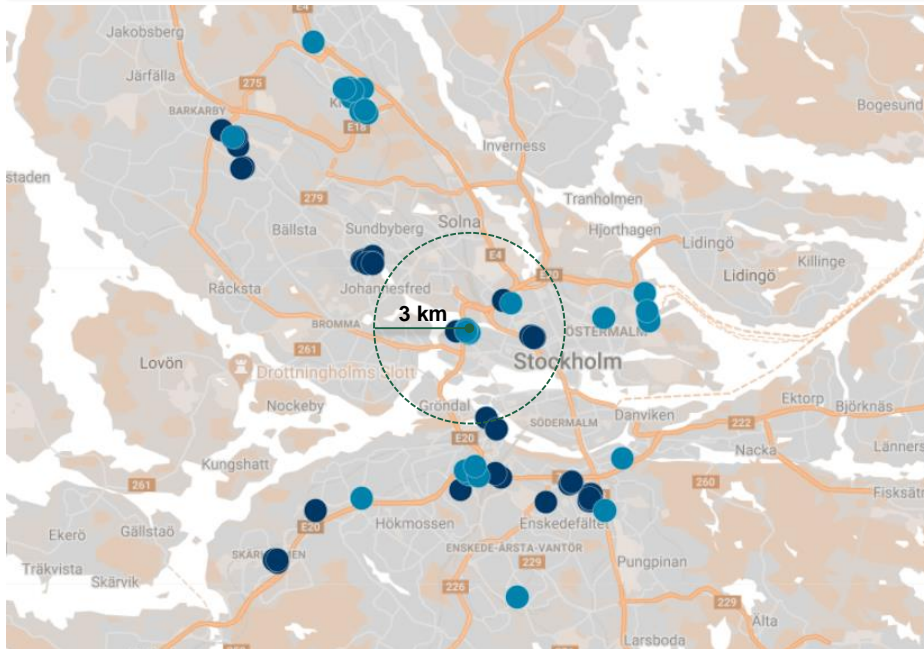 E4
Jakobsberg
Järfälla
275
BARKARBY
E18
Bogesund
Inverness
staden
279
Tranholmen
Bällsta
Sundbyberg
Solna
Hjorthagen
Lidingö
E4
Killinge
Lidingö
Råcksta
Johannesfred
3 km
BROMMA
ÖSTERMALM
261
Lovön
Drottningholms Slott
Stockholm
Nockeby
Gröndal
Ektorp
SÖDERMALM
Danviken
222
Björknäs
E20
Nacka
Länners
Kungshatt
261
260
Fisksät
Hökmossen
Enskedefältet
E20
Ekerö
Gällstaö
ENSKEDE-ÅRSTA-VANTÖR
229
Pungpinan
Träkvista
Skärvik
226
229
Älta
Larsboda